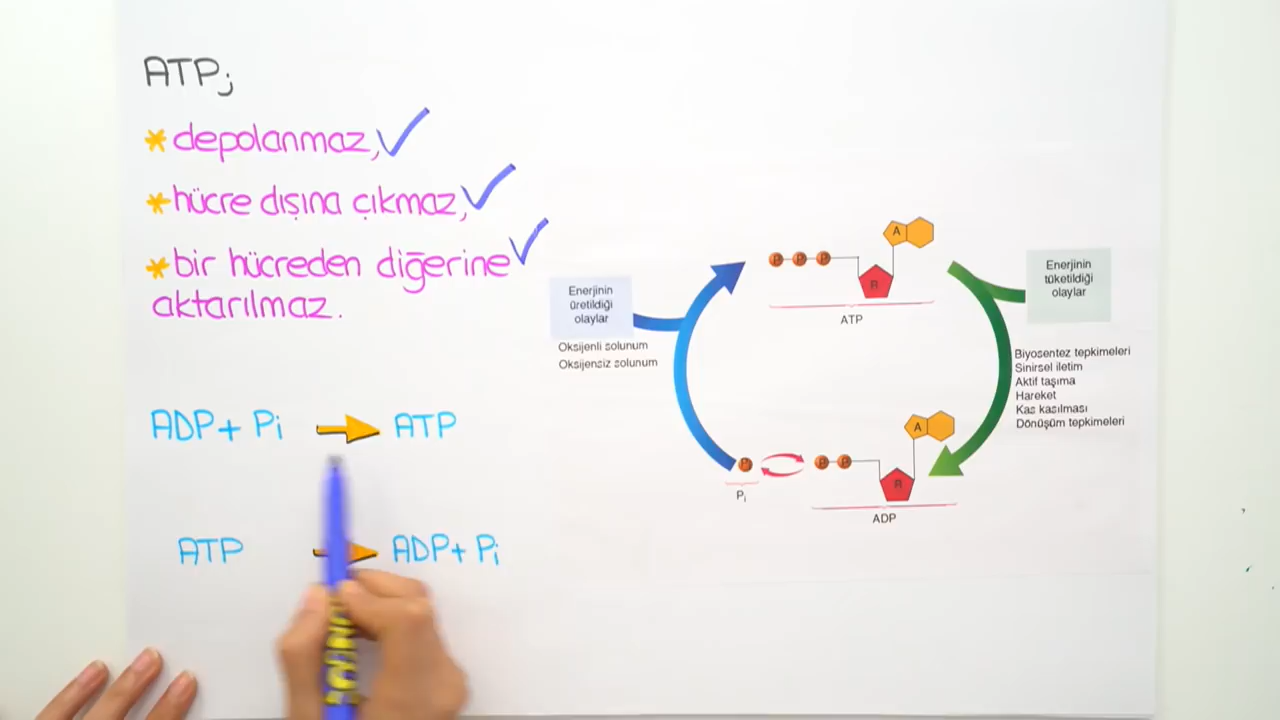 ATP;
* depolanmaz, ✓
* hücre dışına çıkmaz, ✓
* bir hücreden diğerine ✓
aktarılmaz.
ADP + Pi → ATP
ATP → ADP + Pi
Enerjinin
üretildiği
olaylar
Oksijenli solunum
Oksijensiz solunum
P P P
A
R
ATP
Enerjinin
tüketildiği
olaylar
Biyosentez tepkimeleri
Sinirsel iletim
Aktif taşıma
Hareket
Kas kasılması
Dönüşüm tepkimeleri
P
Pi
P P
A
R
ADP